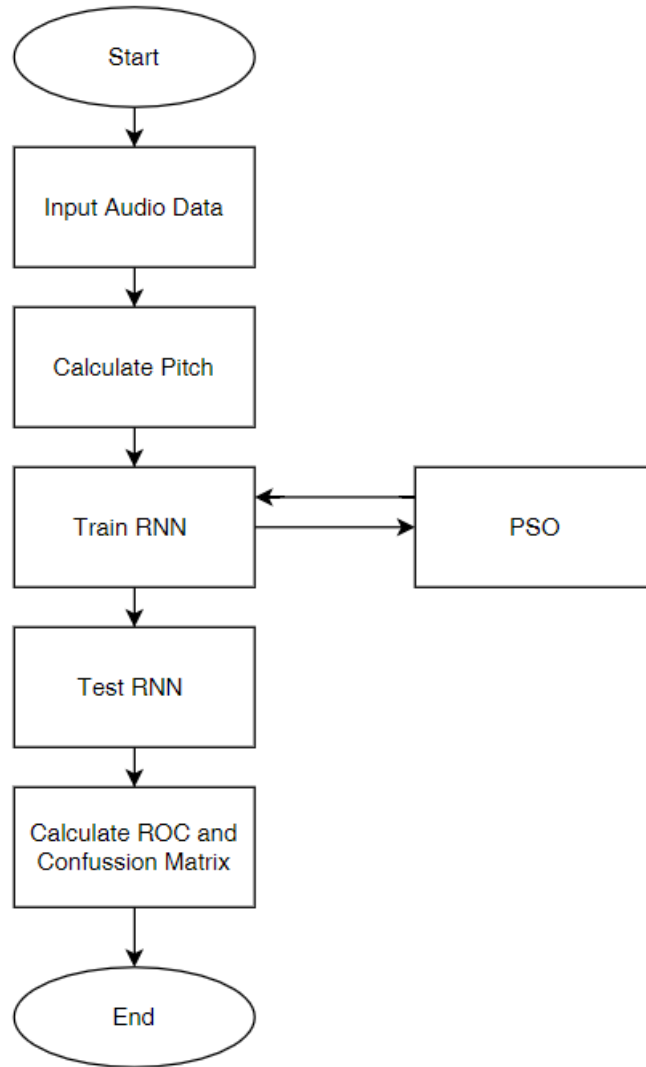 Start
Input Audio Data
Calculate Pitch
Train RNN
PSO
Test RNN
Calculate ROC and
Confussion Matrix
End